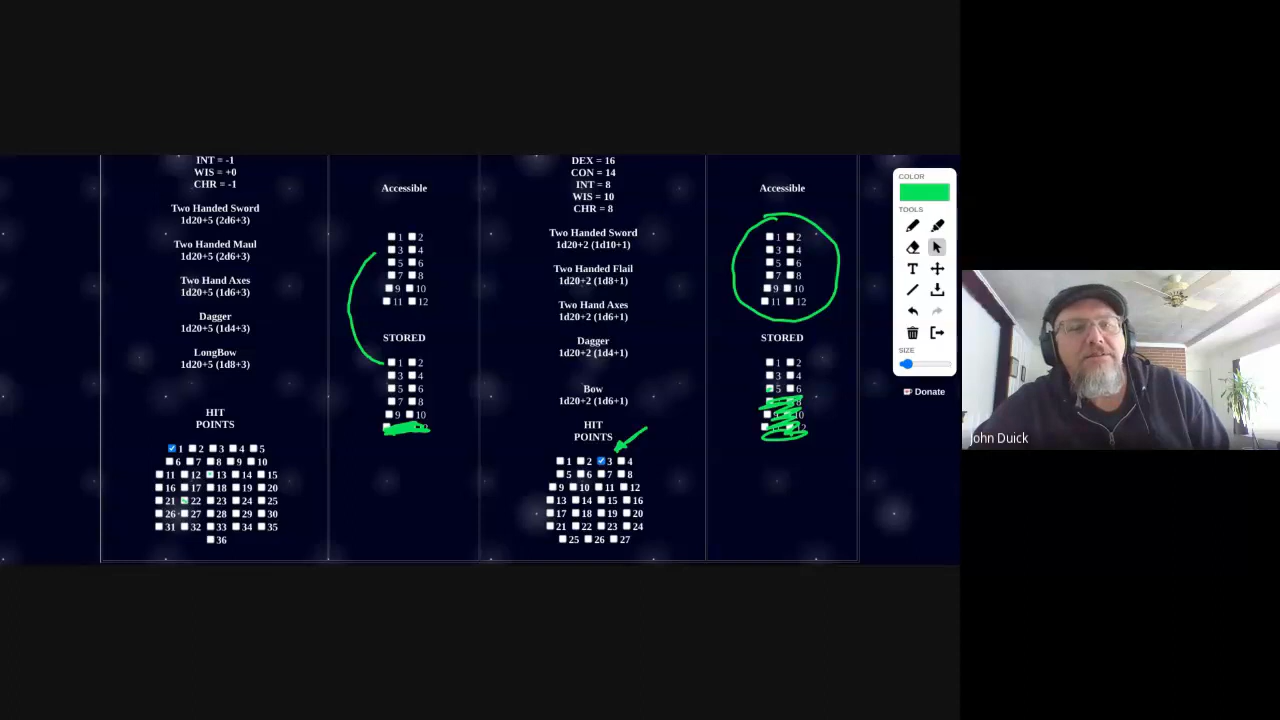 INT = -1
WIS = +0
CHR = -1
Two Handed Sword
1d20+5 (2d6+3)
Two Handed Maul
1d20+5 (2d6+3)
Two Hand Axes
1d20+5 (1d6+3)
Dagger
1d20+5 (1d4+3)
LongBow
1d20+5 (1d8+3)
HIT
POINTS
1 2 3 4 5
6 7 8 9 10
11 12 13 14 15
16 17 18 19 20
21 22 23 24 25
26 27 28 29 30
31 32 33 34 35
36
Accessible
1 2
3 4
5 6
7 8
9 10
11 12
STORED
1 2
3 4
5 6
7 8
9 10
DEX = 16
CON = 14
INT = 8
WIS = 10
CHR = 8
Two Handed Sword
1d20+2 (1d10+1)
Two Handed Flail
1d20+2 (1d8+1)
Two Hand Axes
1d20+2 (1d6+1)
Dagger
1d20+2 (1d4+1)
Bow
1d20+2 (1d6+1)
HIT
POINTS
1 2 3 4
5 6 7 8
9 10 11 12
13 14 15 16
17 18 19 20
21 22 23 24
25 26 27
Accessible
1 2
3 4
5 6
7 8
9 10
11 12
STORED
1 2
3 4
5 6
8
10
12
COLOR
TOOLS
T
SIZE
Donate
John Duick